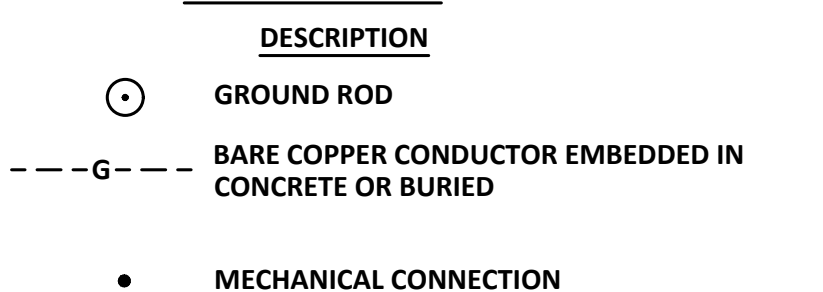 DESCRIPTION
GROUND ROD
G
BARE COPPER CONDUCTOR EMBEDDED IN
CONCRETE OR BURIED
MECHANICAL CONNECTION